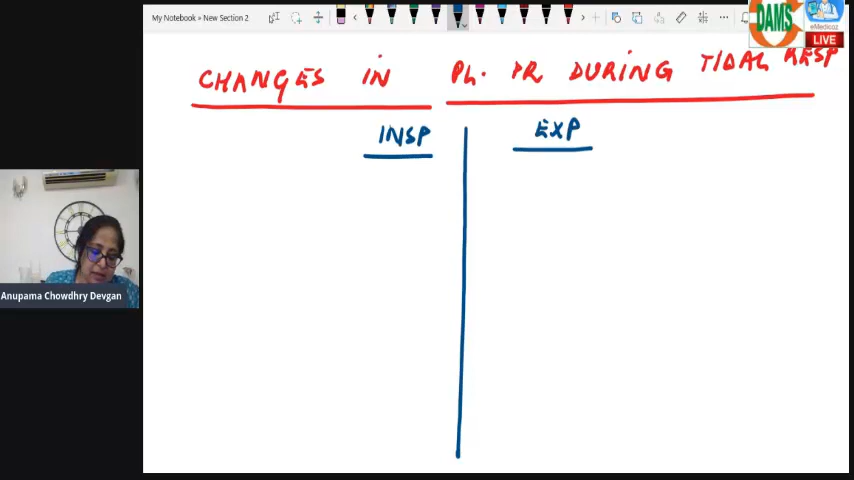 My Notebook > New Section 2
DAMS
eMedicoz
LIVE
CHANGES IN PL. PR DURING TIDAL RESP
INSP EXP
Anupama Chowdhry Devgan